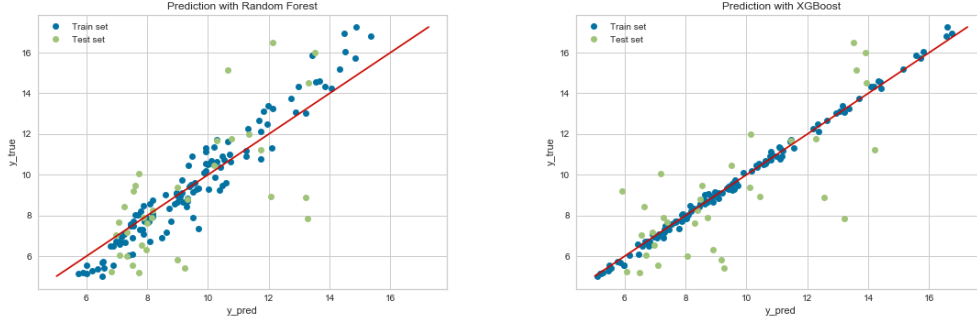 Prediction with Random Forest
Train set
Test set
16
14
12
10
8
6
y_true
6
8
10
12
14
16
y_pred
Prediction with XGBoost
Train set
Test set
16
14
12
10
8
6
y_true
6
8
10
12
14
16
y_pred